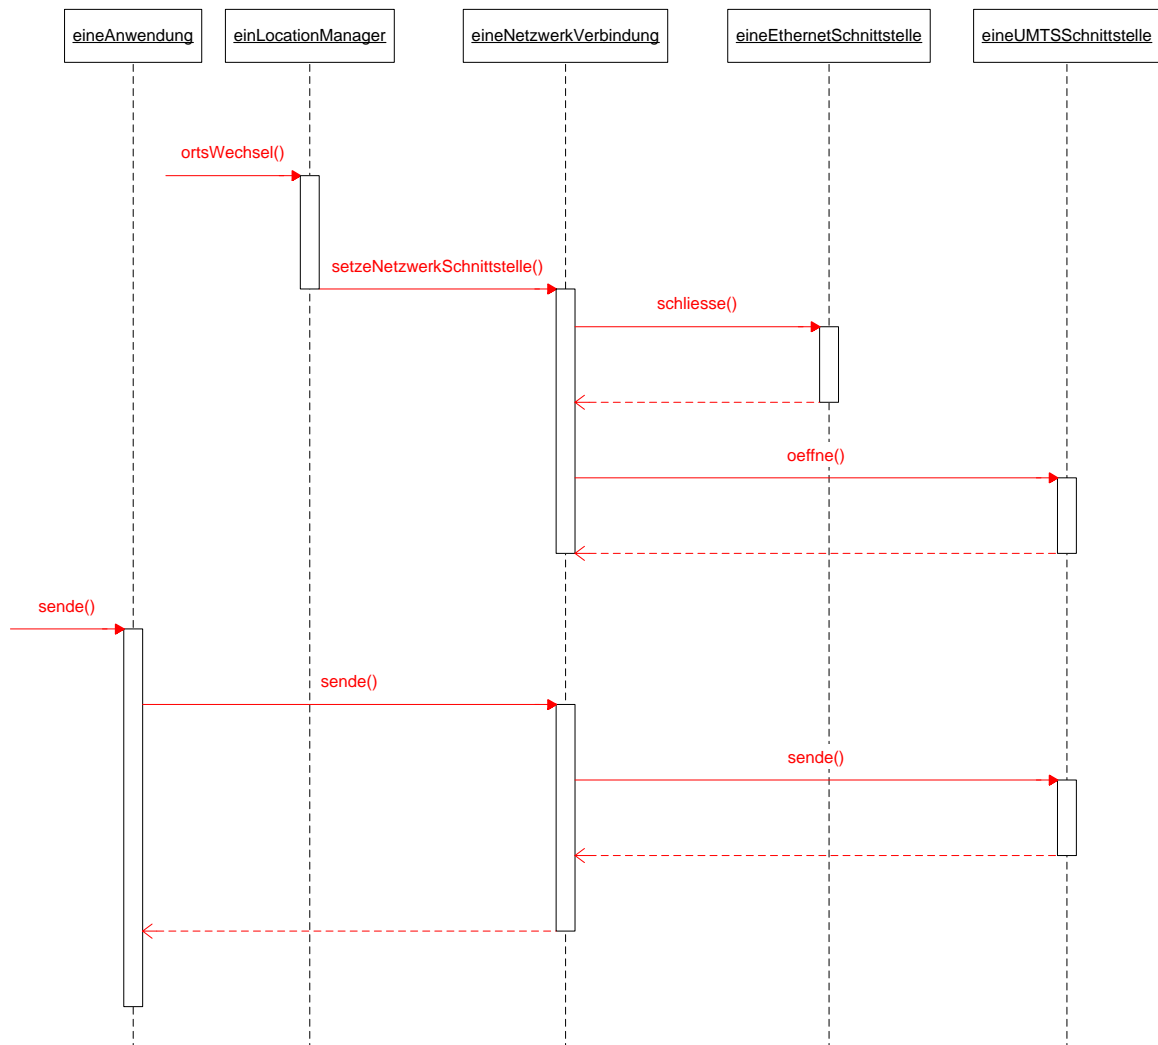 eineAnwendung
einLocationManager
eineNetzwerkVerbindung
eineEthernetSchnittstelle
eineUMTSSchnittstelle
ortsWechsel()
setzeNetzwerkSchnittstelle()
schliesse()
oeffne()
sende()
sende()
sende()